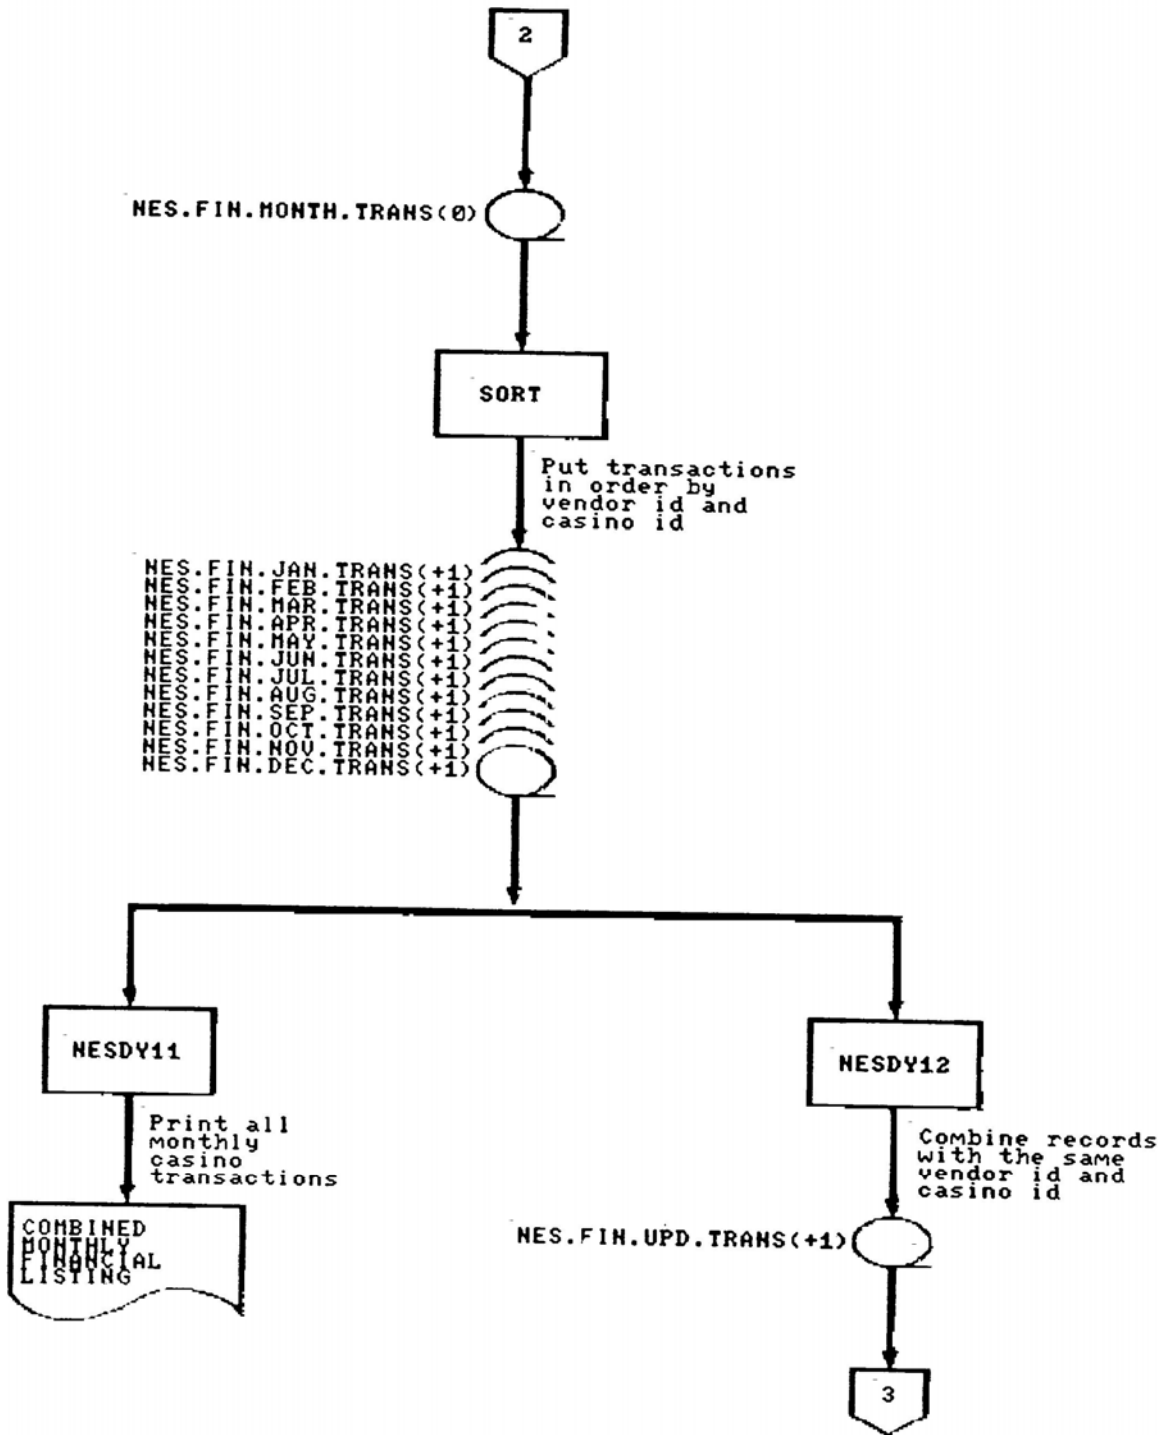 2
NES.FIN.MONTH.TRANS(0)
SORT
Put transactions
in order by
vendor id and
casino id
NES.FIN.JAN.TRANS(+1)
NES.FIN.FEB.TRANS(+1)
NES.FIN.MAR.TRANS(+1)
NES.FIN.APR.TRANS(+1)
NES.FIN.MAY.TRANS(+1)
NES.FIN.JUN.TRANS(+1)
NES.FIN.JUL.TRANS(+1)
NES.FIN.AUG.TRANS(+1)
NES.FIN.SEP.TRANS(+1)
NES.FIN.OCT.TRANS(+1)
NES.FIN.NOV.TRANS(+1)
NES.FIN.DEC.TRANS(+1)
NESDY11
Print all
monthly
casino
transactions
COMBINED
MONTHLY
FINANCIAL
LISTING
NESDY12
Combine records
with the same
vendor id and
casino id
NES.FIN.UPD.TRANS(+1)
3